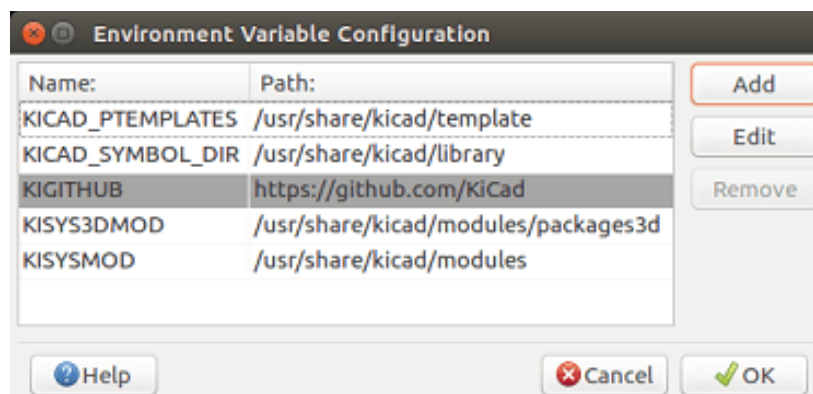 Environment Variable Configuration
Name: Path: Add
KICAD_PTEMPLATES /usr/share/kicad/template
Edit
KICAD_SYMBOL_DIR /usr/share/kicad/library
KIGITHUB https://github.com/KiCad Remove
KISYS3DMOD /usr/share/kicad/modules/packages3d
KISYSMOD /usr/share/kicad/modules
Help Cancel OK